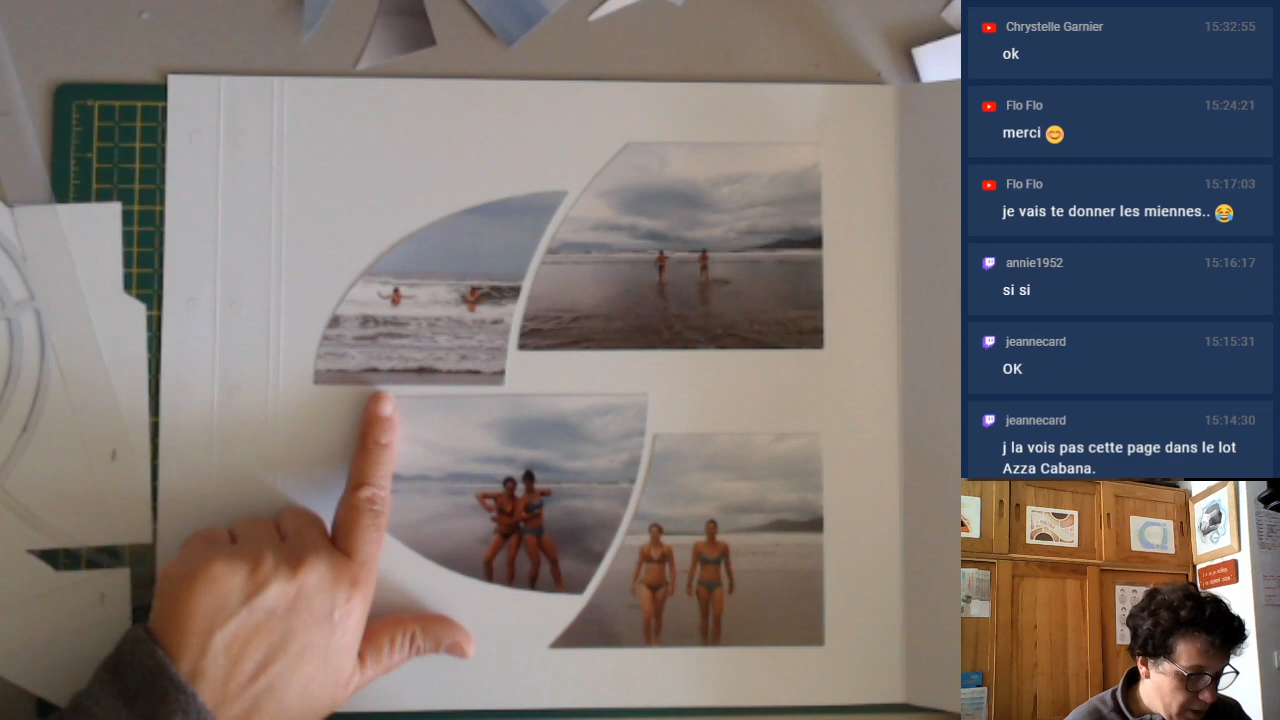 Chrystelle Garnier 15:32:55
ok
Flo Flo 15:24:21
merci 😊
Flo Flo 15:17:03
je vais te donner les miennes.. 😂
annie1952 15:16:17
si si
jeannecard 15:15:31
OK
jeannecard 15:14:30
j la vois pas cette page dans le lot
Azza Cabana.